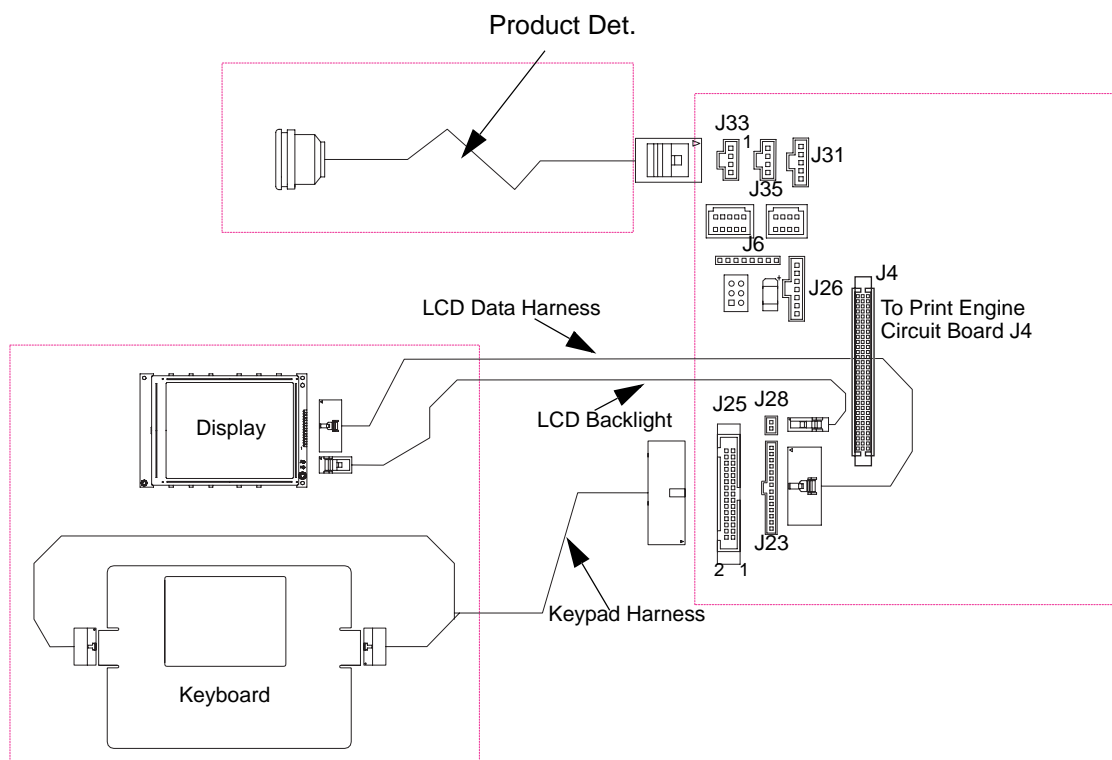 Product Det.
J33
1
J31
J35
J6
J26
J4
To Print Engine
Circuit Board J4
LCD Data Harness
LCD Backlight
J25
J28
Display
J23
2 1
Keypad Harness
Keyboard